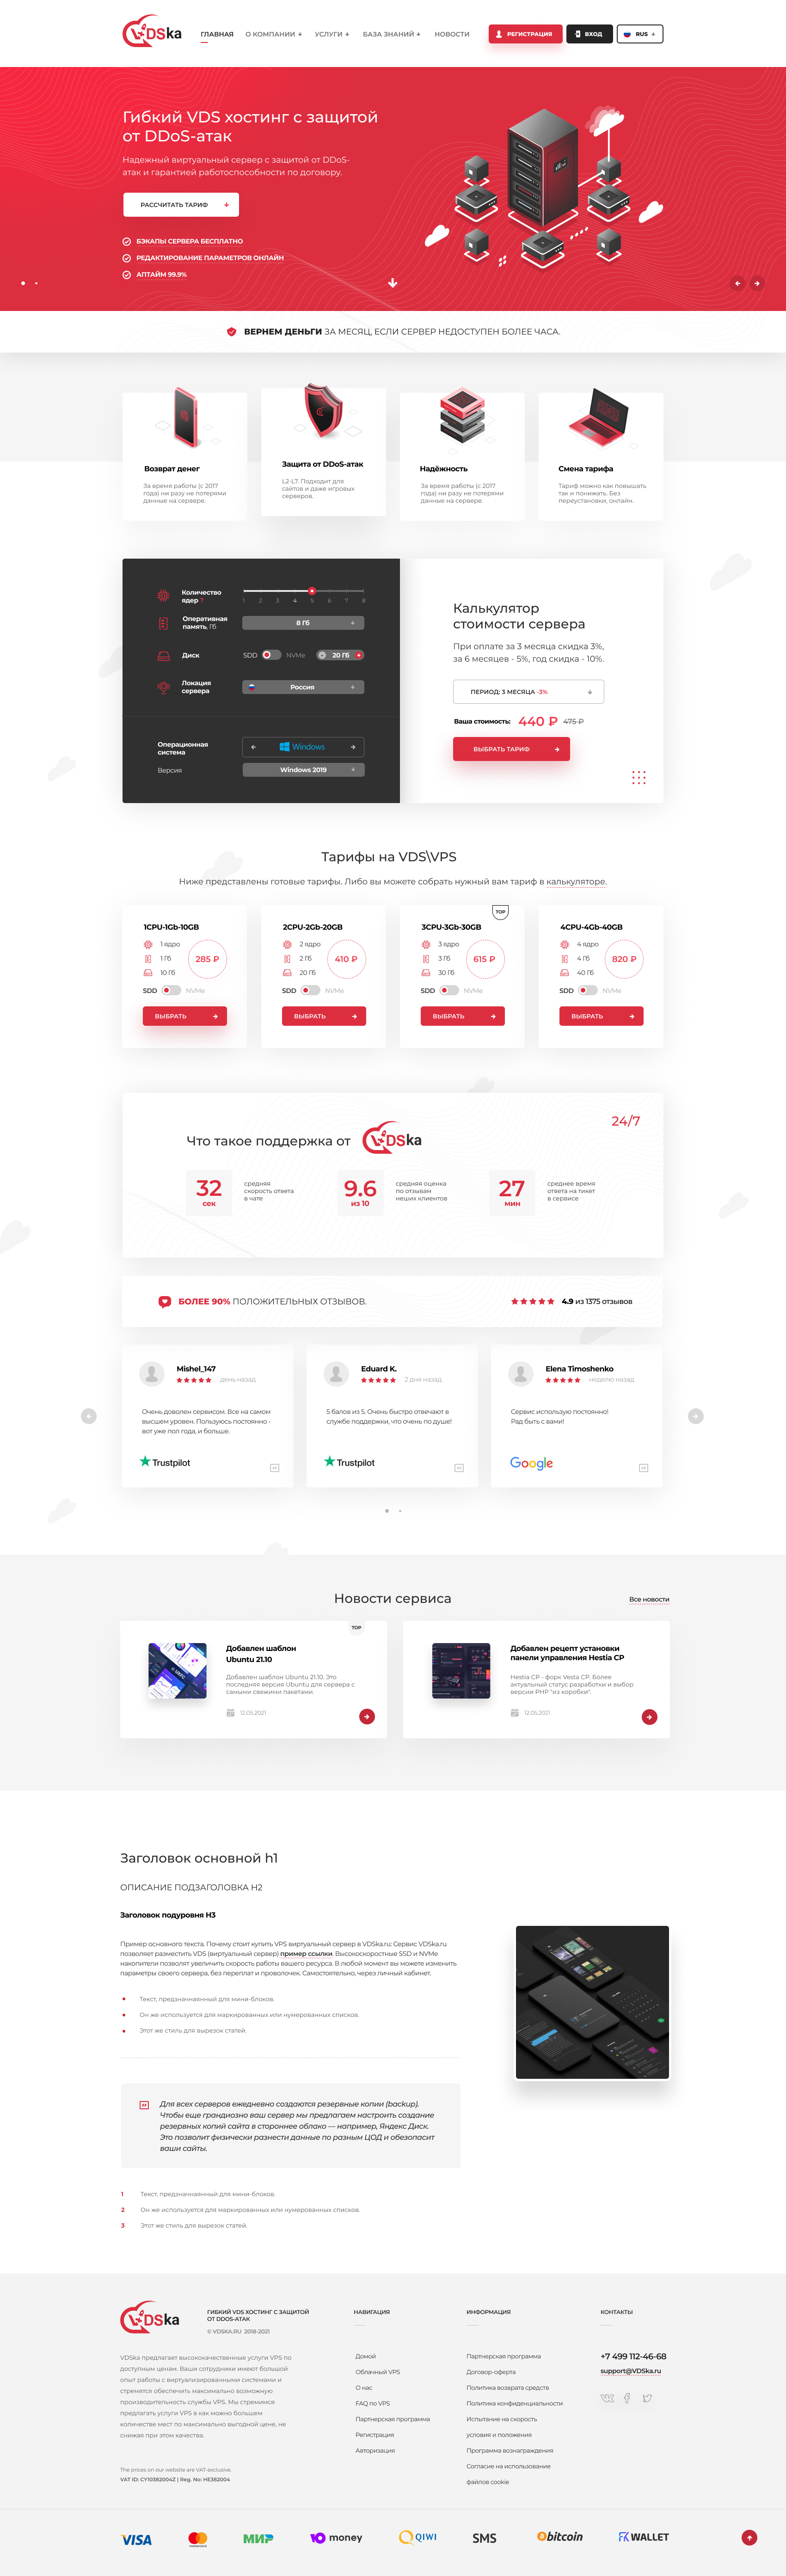 VDSka
ГЛАВНАЯ
О КОМПАНИИ +
УСЛУГИ +
БАЗА ЗНАНИЙ +
НОВОСТИ
РЕГИСТРАЦИЯ
ВХОД
RUS
Гибкий VDS хостинг с защитой
от DDoS-атак
Надежный виртуальный сервер с защитой от DDoS-
атак и гарантией работоспособности по договору.
РАССЧИТАТЬ ТАРИФ
БЭКАПЫ СЕРВЕРА БЕСПЛАТНО
РЕДАКТИРОВАНИЕ ПАРАМЕТРОВ ОНЛАЙН
АПТАЙМ 99.9%
ВЕРНЕМ ДЕНЬГИ ЗА МЕСЯЦ, ЕСЛИ СЕРВЕР НЕДОСТУПЕН БОЛЕЕ ЧАСА.
Возврат денег
За время работы (с 2017
года) ни разу не потерями
данные на сервере.
Защита от DDoS-атак
L2-L7. Подходит для
сайтов и даже игровых
серверов.
Надёжность
За время работы (с 2017
года) ни разу не потерями
данные на сервере.
Смена тарифа
Тариф можно как повышать
так и понижать. Без
переустановки, онлайн.
Количество
ядер ?
1 2 3 4 5 6 7 8
Оперативная
память, Гб
8 Гб +
Диск
SDD
NVMe
20 Гб
Локация
сервера
Россия +
Операционная
система
Windows
Версия
Windows 2019
Калькулятор
стоимости сервера
При оплате за 3 месяца скидка 3%,
за 6 месяцев - 5%, год скидка - 10%.
ПЕРИОД: 3 МЕСЯЦА -3%
Ваша стоимость: 440 ₽ 475 ₽
ВЫБРАТЬ ТАРИФ
Тарифы на VDS\VPS
Ниже представлены готовые тарифы. Либо вы можете собрать нужный вам тариф в калькуляторе.
1CPU-1Gb-10GB
1 ядро
1 Гб
10 Гб
285 ₽
SDD NVMe
ВЫБРАТЬ
2CPU-2Gb-20GB
2 ядро
2 Гб
20 Гб
410 ₽
SDD NVMe
ВЫБРАТЬ
TOP
3CPU-3Gb-30GB
3 ядро
3 Гб
30 Гб
615 ₽
SDD NVMe
ВЫБРАТЬ
4CPU-4Gb-40GB
4 ядро
4 Гб
40 Гб
820 ₽
SDD NVMe
ВЫБРАТЬ
24/7
Что такое поддержка от VDSka
32
сек
средняя
скорость ответа
в чате
9.6
из 10
средняя оценка
по отзывам
неших клиентов
27
мин
среднее время
ответа на тикет
в сервисе
БОЛЕЕ 90% ПОЛОЖИТЕЛЬНЫХ ОТЗЫВОВ.
4.9 из 1375 отзывов
Mishel_147
день назад
Очень доволен сервисом. Все на самом
высшем уровен. Пользуюсь постоянно -
вот уже пол года, и больше.
Trustpilot
Eduard K.
2 дня назад
5 балов из 5. Очень быстро отвечают в
службе поддержки, что очень по душе!
Trustpilot
Elena Timoshenko
неделю назад
Сервис использую постоянно!
Рад быть с вами!
Google
Новости сервиса
Все новости
TOP
Добавлен шаблон
Ubuntu 21.10
Добавлен шаблон Ubuntu 21.10. Это
последняя версия Ubuntu для сервера с
самыми свежими пакетами.
12.05.2021
Добавлен рецепт установки
панели управления Hestia CP
Hestia CP - форк Vesta CP. Более
актуальный статус разработки и выбор
версии PHP "из коробки".
12.05.2021
Заголовок основной h1
ОПИСАНИЕ ПОДЗАГОЛОВКА H2
Заголовок подуровня H3
Пример основного текста. Почему стоит купить VPS виртуальный сервер в VDSka.ru: Сервис VDSka.ru
позволяет разместить VDS (виртуальный сервер) пример ссылки. Высокоскоростные SSD и NVMe
накопители позволят увеличить скорость работы вашего ресурса. В любой момент вы можете изменить
параметры своего сервера, без переплат и проволочек. Самостоятельно, через личный кабинет.
Текст, предзначнаянный для мини-блоков.
Он же используется для маркированных или нумерованных списков.
Этот же стиль для вырезок статей.
Для всех серверов ежедневно создаются резервные копии (backup).
Чтобы еще грандиозно ваш сервер мы предлагаем настроить создание
резервных копий сайта в стороннее облако — например, Яндекс Диск.
Это позволит физически разнести данные по разным ЦОД и обезопасит
ваши сайты.
1 Текст, предзначнаянный для мини-блоков.
2 Он же используется для маркированных или нумерованных списков.
3 Этот же стиль для вырезок статей.
VDSka
ГИБКИЙ VDS ХОСТИНГ С ЗАЩИТОЙ
ОТ DDOS-АТАК
© VDSKA.RU 2018-2021
VDSka предлагает высококачественные услуги VPS по
доступным ценам. Ваши сотрудники имеют большой
опыт работы с виртуализированными системами и
стремятся обеспечить максимально возможную
производительность службы VPS. Мы стремимся
предлагать услуги VPS в как можно большем
количестве мест по максимально выгодной цене, не
снижая при этом качества.
The prices on our website are VAT-exclusive.
VAT ID: CY10382004Z | Reg. No: HE382004
НАВИГАЦИЯ
Домой
Облачный VPS
О нас
FAQ по VPS
Партнерская программа
Регистрация
Авторизация
ИНФОРМАЦИЯ
Партнерская программа
Договор-оферта
Политика возврата средств
Политика конфиденциальности
Испытание на скорость
условия и положения
Программа вознаграждения
Согласие на использование
файлов cookie
КОНТАКТЫ
+7 499 112-46-68
support@VDSka.ru
VISA
mastercard
МИР
money
QIWI
SMS
bitcoin
FK WALLET